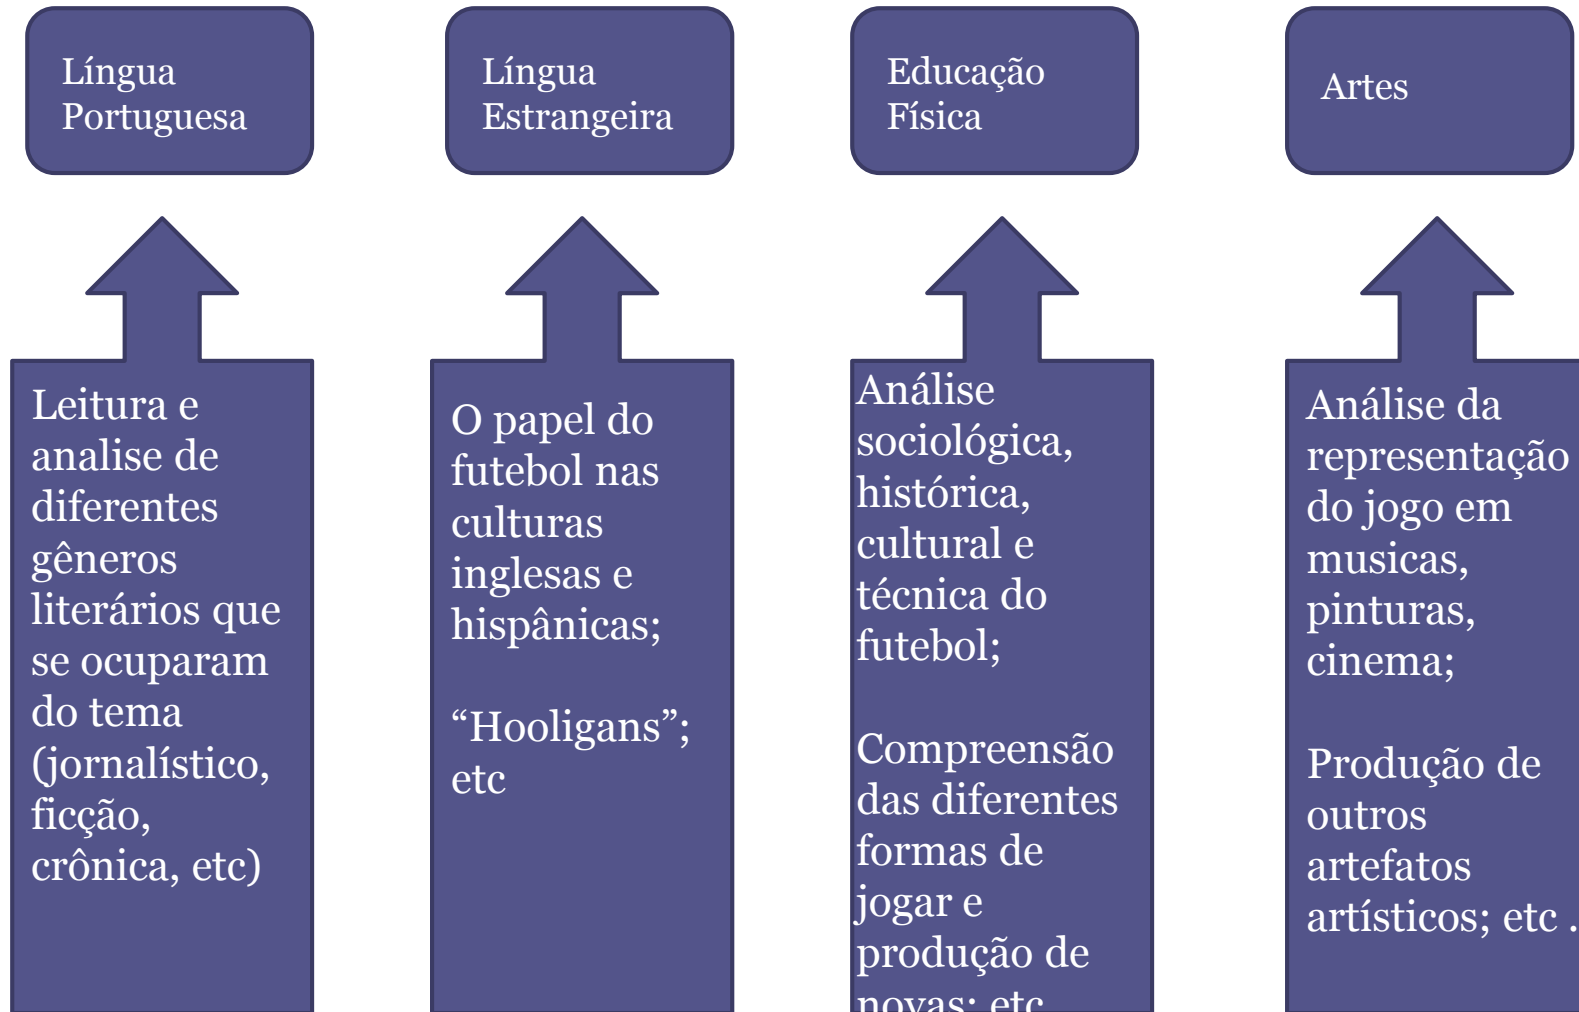 Língua
Portuguesa
Língua
Estrangeira
Educação
Física
Artes
Leitura e
analise de
diferentes
gêneros
literários que
se ocuparam
do tema
(jornalístico,
ficção,
crônica, etc)
O papel do
futebol nas
culturas
inglesas e
hispânicas;
“Hooligans”;
etc
Análise
sociológica,
histórica,
cultural e
técnica do
futebol;
Compreensão
das diferentes
formas de
jogar e
produção de
novas; etc
Análise da
representação
do jogo em
musicas,
pinturas,
cinema;
Produção de
outros
artefatos
artísticos; etc .